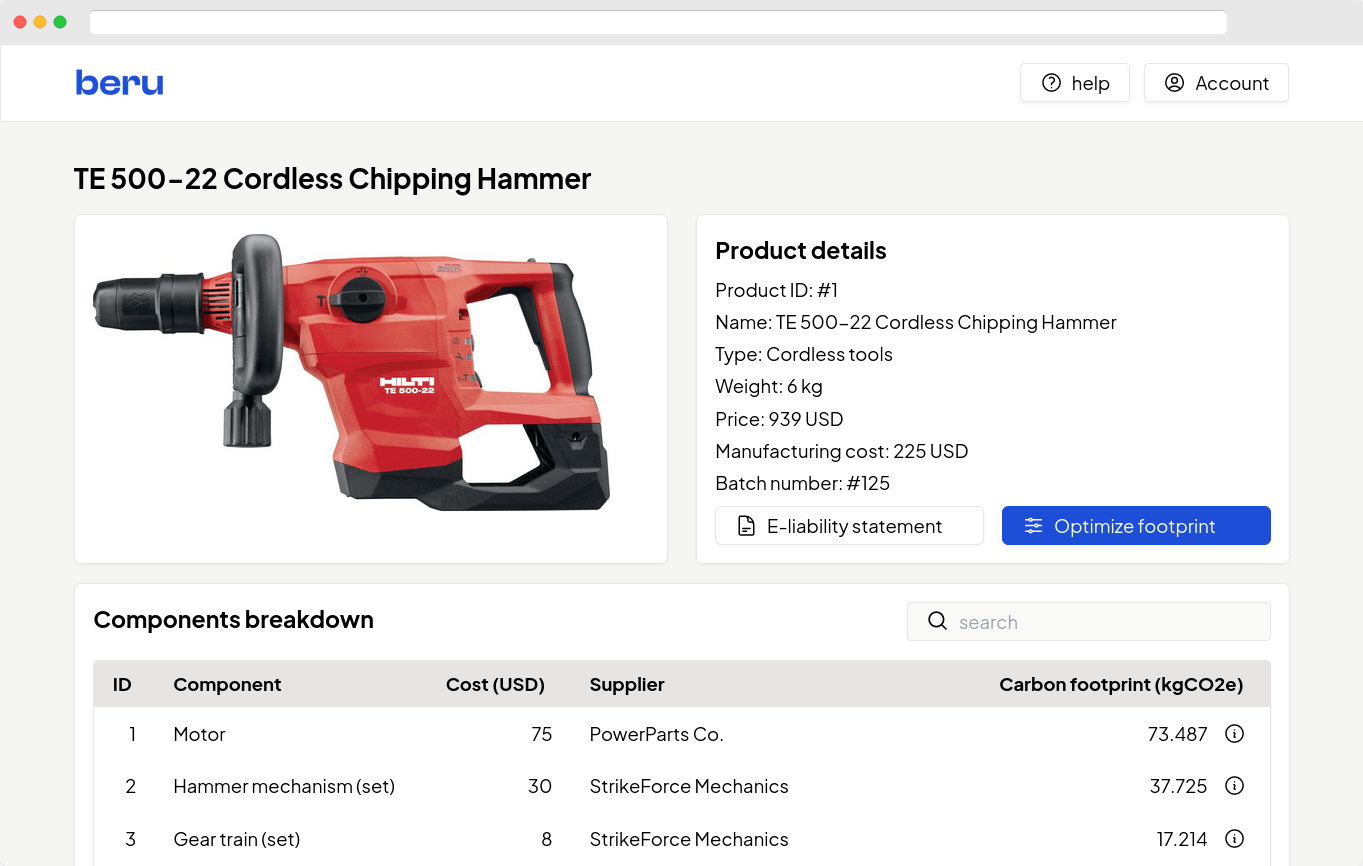 beru
help
Account
TE 500-22 Cordless Chipping Hammer
T
HILTI
TE 500-22
Product details
Product ID: #1
Name: TE 500-22 Cordless Chipping Hammer
Type: Cordless tools
Weight: 6 kg
Price: 939 USD
Manufacturing cost: 225 USD
Batch number: #125
E-liability statement
Optimize footprint
Components breakdown
search
ID Component Cost (USD) Supplier Carbon footprint (kgCO2e)
1 Motor 75 PowerParts Co. 73.487
2 Hammer mechanism (set) 30 StrikeForce Mechanics 37.725
3 Gear train (set) 8 StrikeForce Mechanics 17.214